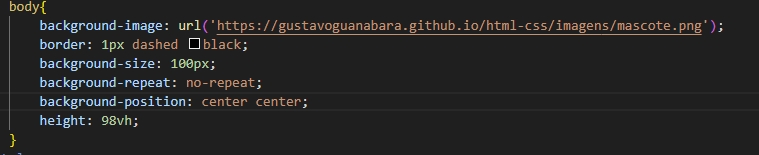 body{
background-image: url('https://gustavoguanabara.github.io/html-css/imagens/mascote.png');
border: 1px dashed black;
background-size: 100px;
background-repeat: no-repeat;
background-position: center center;
height: 98vh;
}